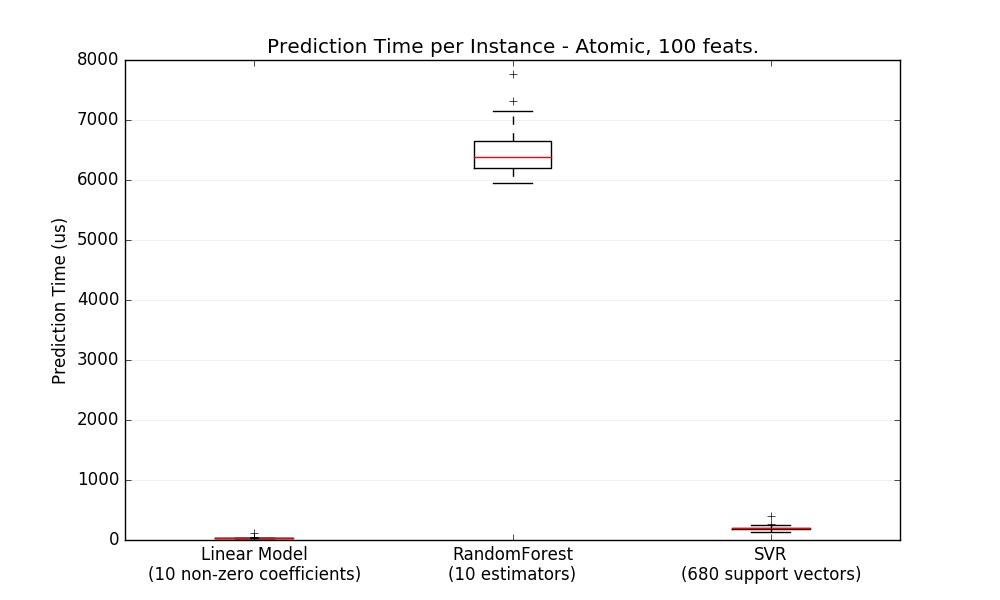 Prediction Time per Instance - Atomic, 100 feats.
8000
7000
6000
5000
4000
3000
2000
1000
0
Prediction Time (us)
Linear Model
(10 non-zero coefficients)
RandomForest
(10 estimators)
SVR
(680 support vectors)